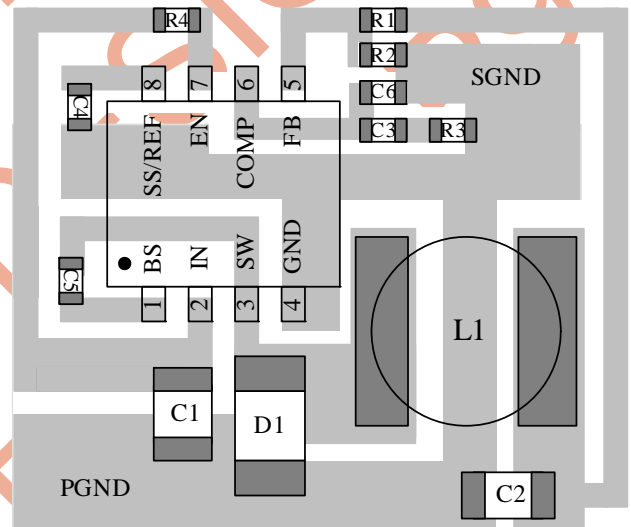 R4
R1
R2
SGND
C6
C4
8
7
6
5
C3
R3
SS/REF
EN
COMP
FB
BS
IN
SW
GND
C5
1
2
3
4
L1
C1
D1
PGND
C2